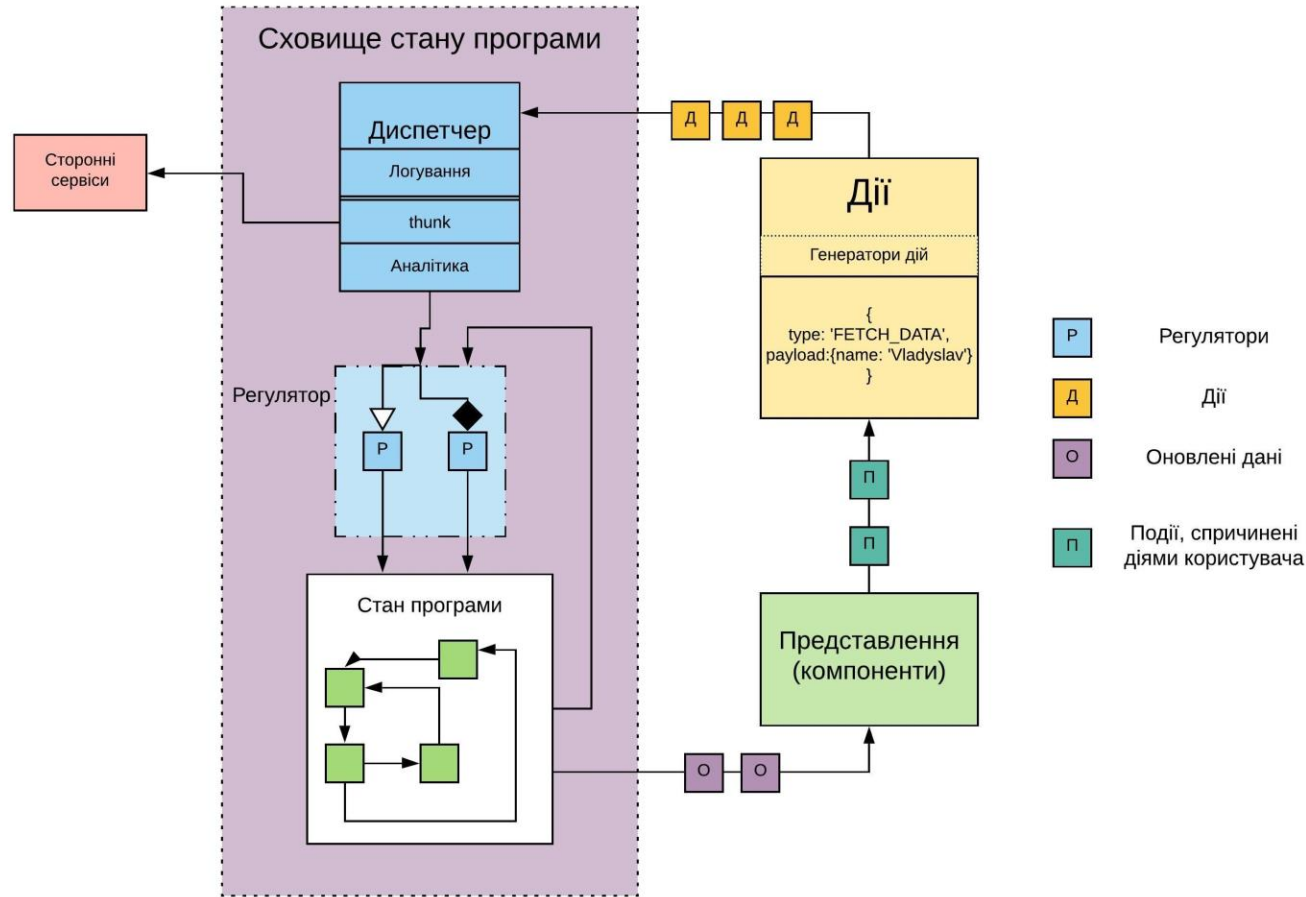 Сховище стану програми
Диспетчер
Логування
thunk
Аналітика
Сторонні
сервіси
Д
Д
Д
Дії
Генератори дій
{
type: 'FETCH_DATA',
payload:{name: 'Vladyslav'}
}
Регулятор
Р
Р
Стан програми
П
П
Представлення
(компоненти)
О
О
Р
Регулятори
Д
Дії
О
Оновлені дані
П
Події, спричинені
діями користувача